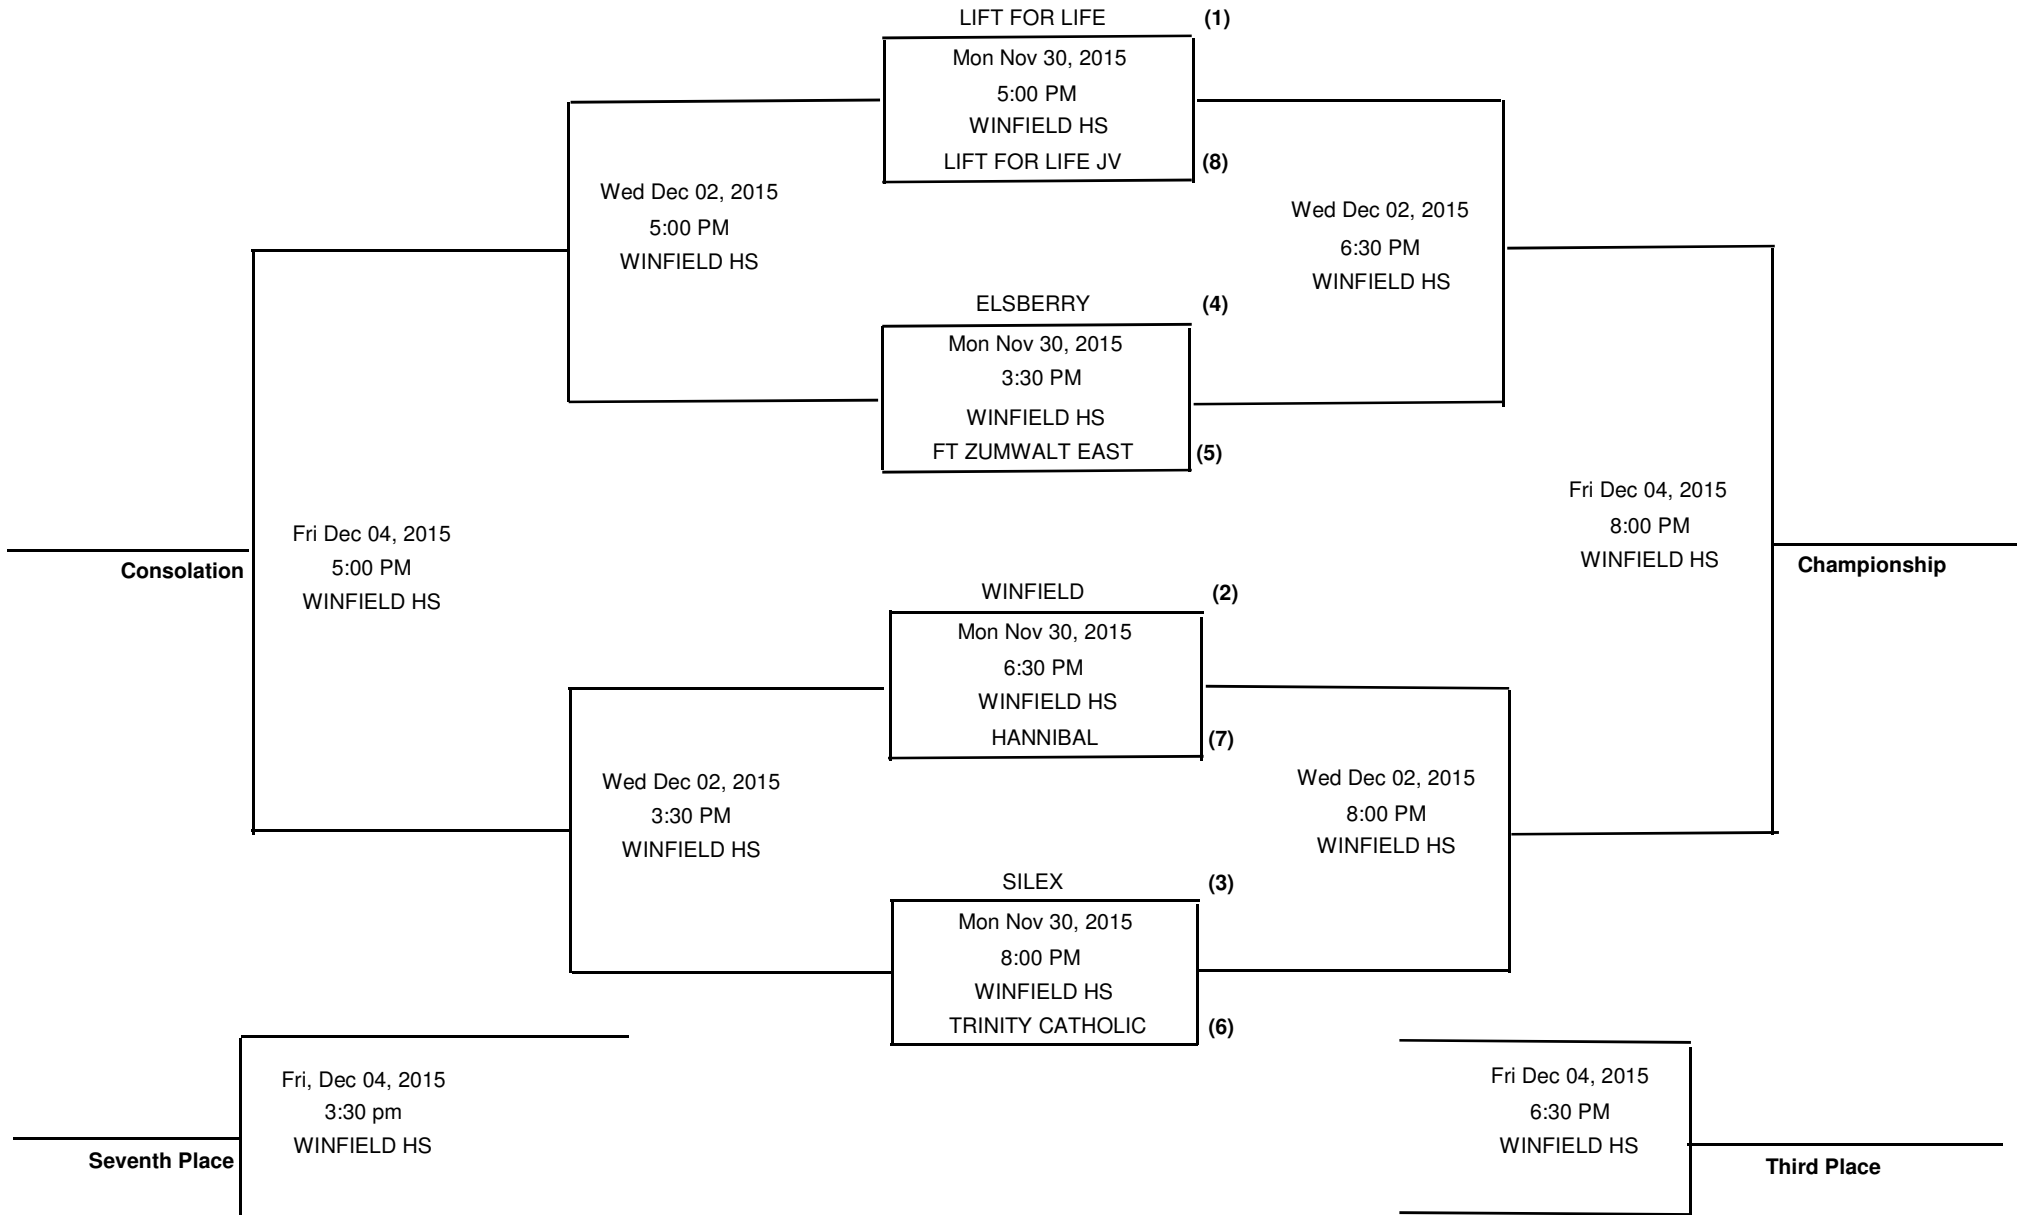 LIFT FOR LIFE (1)
Mon Nov 30, 2015
5:00 PM
WINFIELD HS
LIFT FOR LIFE JV (8)
Wed Dec 02, 2015
5:00 PM
WINFIELD HS
Wed Dec 02, 2015
6:30 PM
WINFIELD HS
ELSBERRY (4)
Mon Nov 30, 2015
3:30 PM
WINFIELD HS
FT ZUMWALT EAST (5)
Fri Dec 04, 2015
5:00 PM
WINFIELD HS
Consolation
Fri Dec 04, 2015
8:00 PM
WINFIELD HS
Championship
WINFIELD (2)
Mon Nov 30, 2015
6:30 PM
WINFIELD HS
HANNIBAL (7)
Wed Dec 02, 2015
3:30 PM
WINFIELD HS
Wed Dec 02, 2015
8:00 PM
WINFIELD HS
SILEX (3)
Mon Nov 30, 2015
8:00 PM
WINFIELD HS
TRINITY CATHOLIC (6)
Fri, Dec 04, 2015
3:30 pm
WINFIELD HS
Seventh Place
Fri Dec 04, 2015
6:30 PM
WINFIELD HS
Third Place